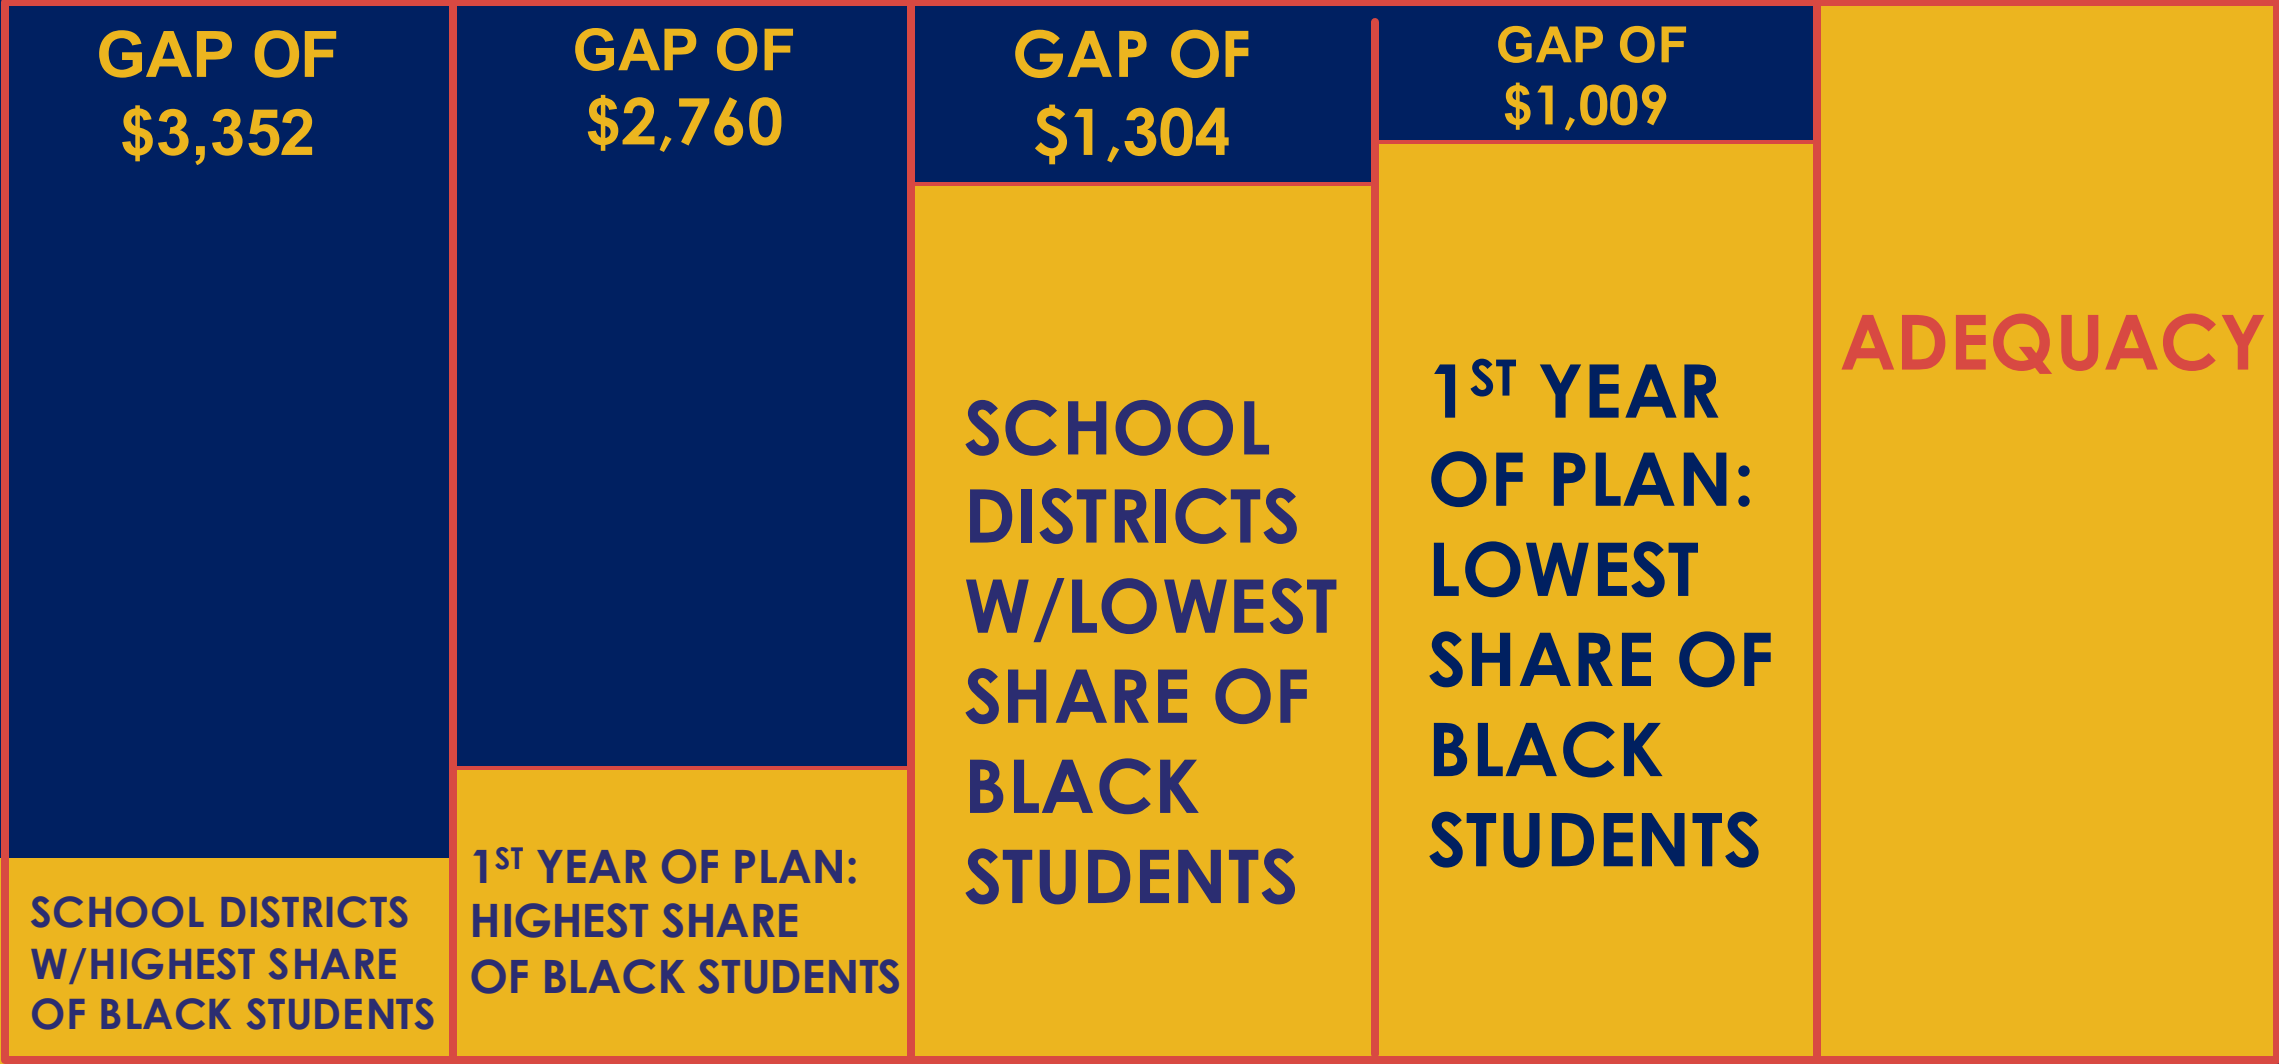 GAP OF
$3,352
SCHOOL DISTRICTS
W/HIGHEST SHARE
OF BLACK STUDENTS
GAP OF
$2,760
1ST YEAR OF PLAN:
HIGHEST SHARE
OF BLACK STUDENTS
GAP OF
$1,304
SCHOOL
DISTRICTS
W/LOWEST
SHARE OF
BLACK
STUDENTS
GAP OF
$1,009
1ST YEAR
OF PLAN:
LOWEST
SHARE OF
BLACK
STUDENTS
ADEQUACY